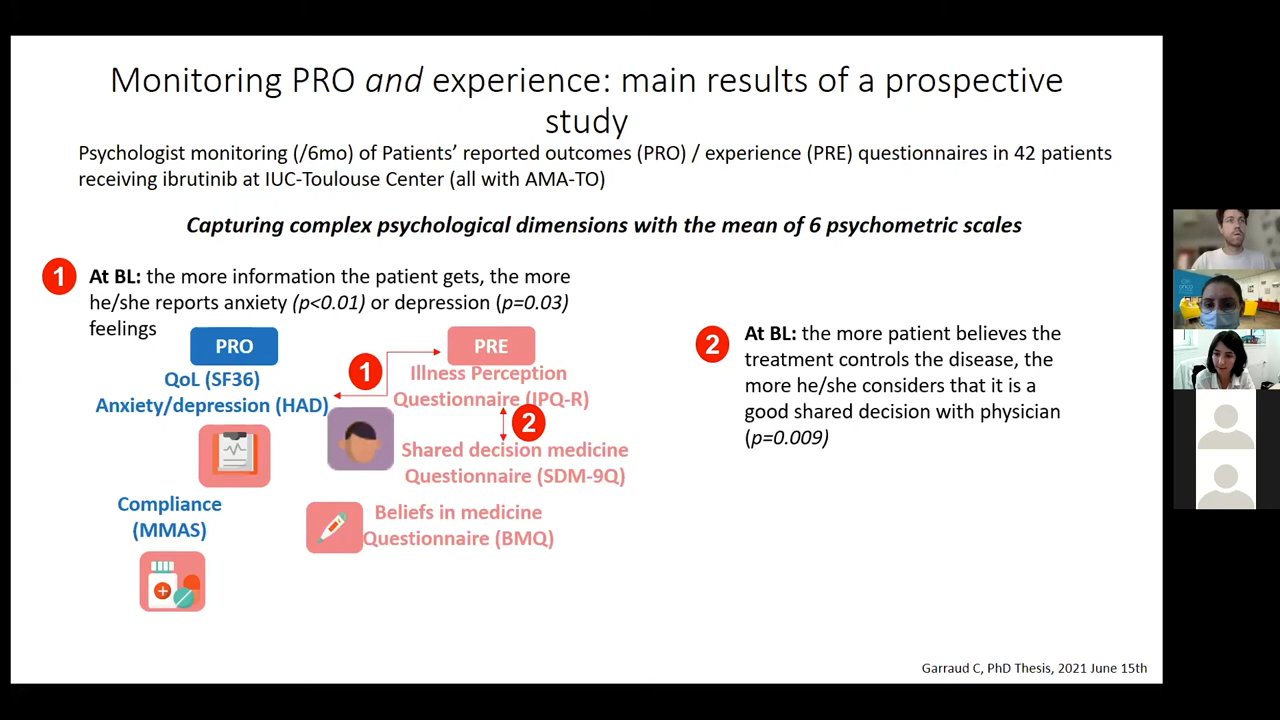 Monitoring PRO and experience: main results of a prospective
study
Psychologist monitoring (/6mo) of Patients’ reported outcomes (PRO) / experience (PRE) questionnaires in 42 patients
receiving ibrutinib at IUC-Toulouse Center (all with AMA-TO)
Capturing complex psychological dimensions with the mean of 6 psychometric scales
1
At BL: the more information the patient gets, the more
he/she reports anxiety (p<0.01) or depression (p=0.03)
feelings
PRO
PRE
1
QoL (SF36)
Anxiety/depression (HAD)
Illness Perception
Questionnaire (IPQ-R)
2
Shared decision medicine
Questionnaire (SDM-9Q)
Compliance
(MMAS)
Beliefs in medicine
Questionnaire (BMQ)
2
At BL: the more patient believes the
treatment controls the disease, the
more he/she considers that it is a
good shared decision with physician
(p=0.009)
Garraud C, PhD Thesis, 2021 June 15th